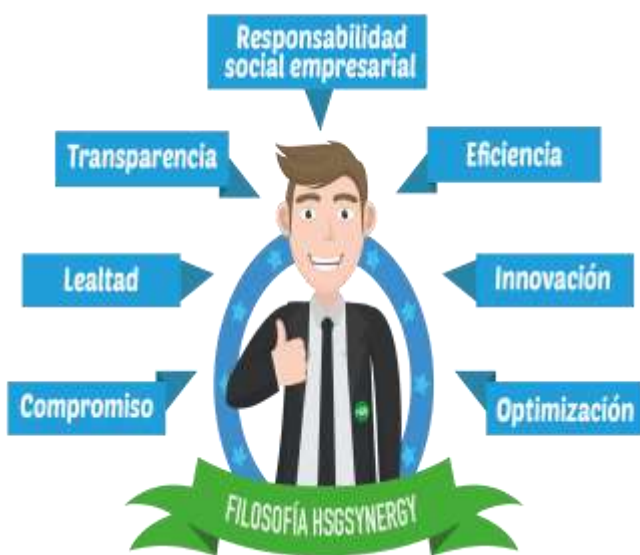 Responsabilidad
social empresarial
Transparencia
Eficiencia
Lealtad
Innovación
Compromiso
Optimización
FILOSOFÍA HSGSYNERGY